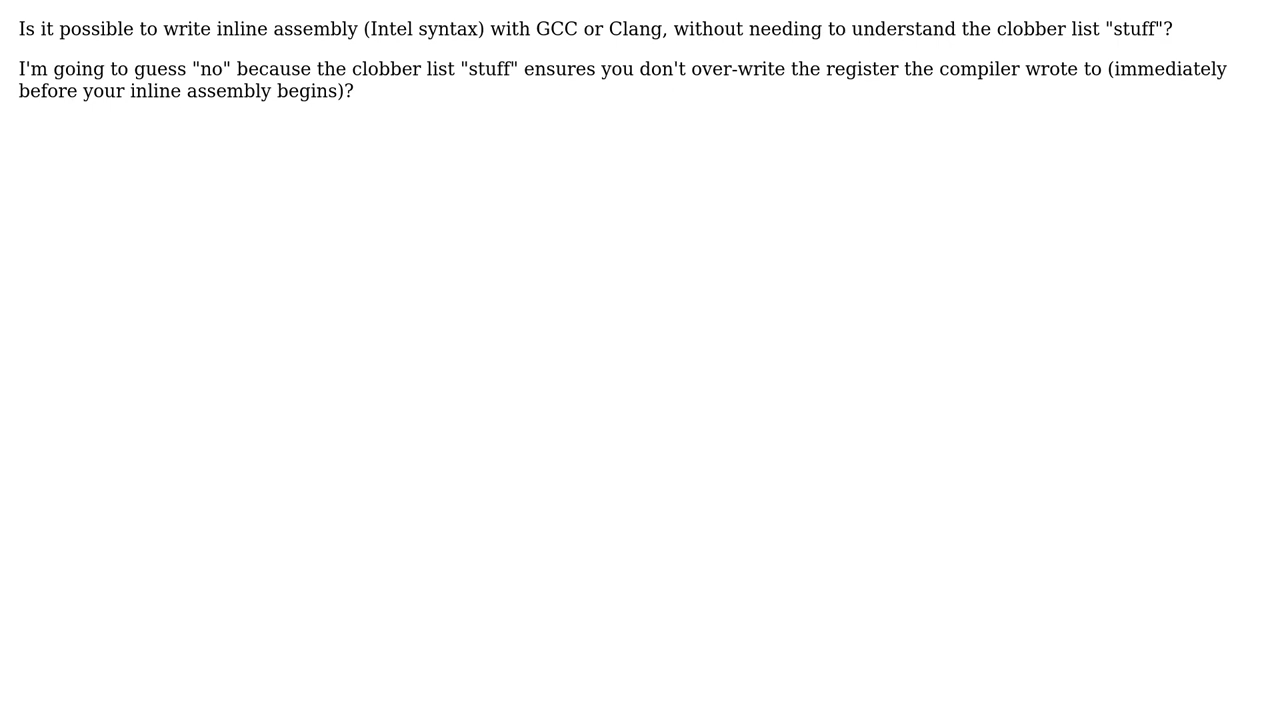 Is it possible to write inline assembly (Intel syntax) with GCC or Clang, without needing to understand the clobber list "stuff"?
I'm going to guess "no" because the clobber list "stuff" ensures you don't over-write the register the compiler wrote to (immediately
before your inline assembly begins)?